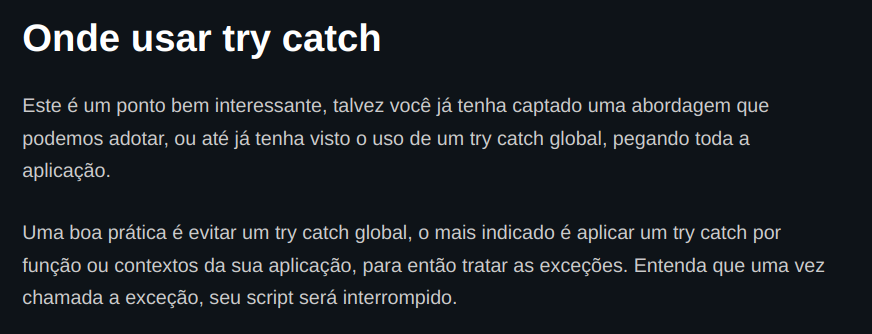 Onde usar try catch
Este é um ponto bem interessante, talvez você já tenha captado uma abordagem que
podemos adotar, ou até já tenha visto o uso de um try catch global, pegando toda a
aplicação.
Uma boa prática é evitar um try catch global, o mais indicado é aplicar um try catch por
função ou contextos da sua aplicação, para então tratar as exceções. Entenda que uma vez
chamada a exceção, seu script será interrompido.